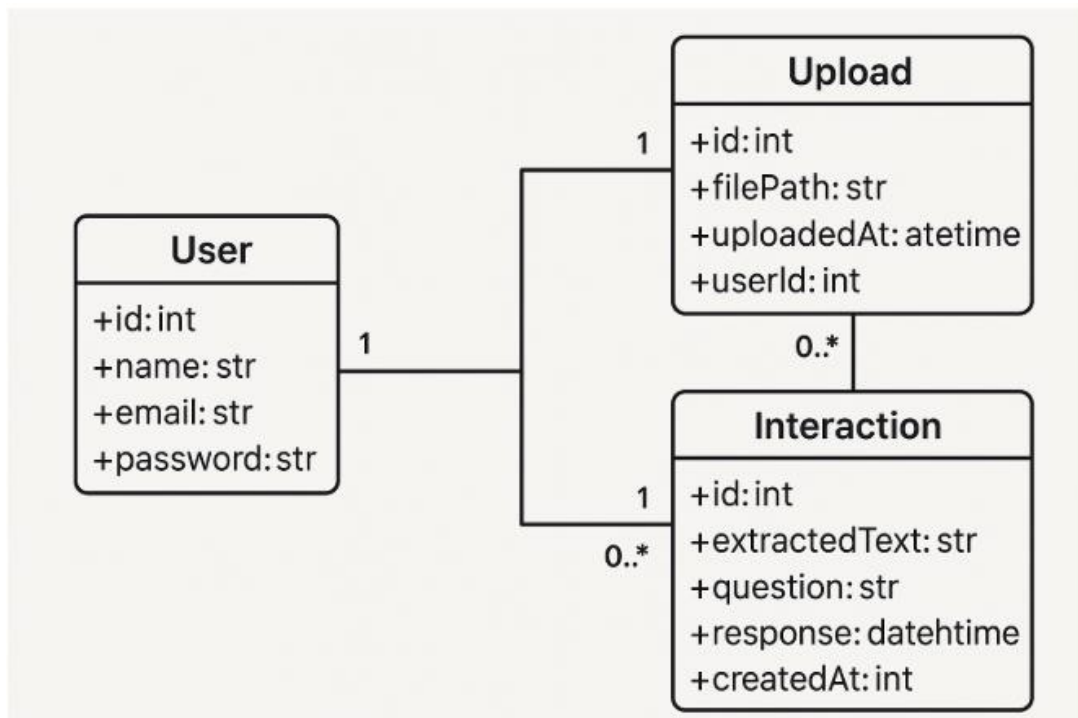 User
+id: int
+name: str
+email: str
+password: str
1
1
Upload
+id: int
+filePath: str
+uploadedAt: atetime
+userId: int
0..*
1
0..*
Interaction
+id: int
+extractedText: str
+question: str
+response: datehtime
+createdAt: int